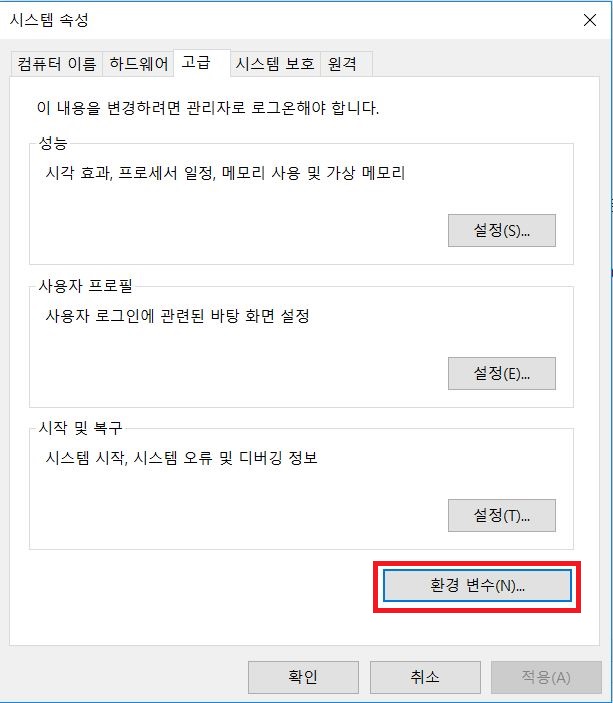 시스템 속성
컴퓨터 이름 하드웨어 고급 시스템 보호 원격
이 내용을 변경하려면 관리자로 로그온해야 합니다.
성능
시각 효과, 프로세서 일정, 메모리 사용 및 가상 메모리
설정(S)...
사용자 프로필
사용자 로그인에 관련된 바탕 화면 설정
설정(E)...
시작 및 복구
시스템 시작, 시스템 오류 및 디버깅 정보
설정(T)...
환경 변수(N)...
확인 취소 적용(A)